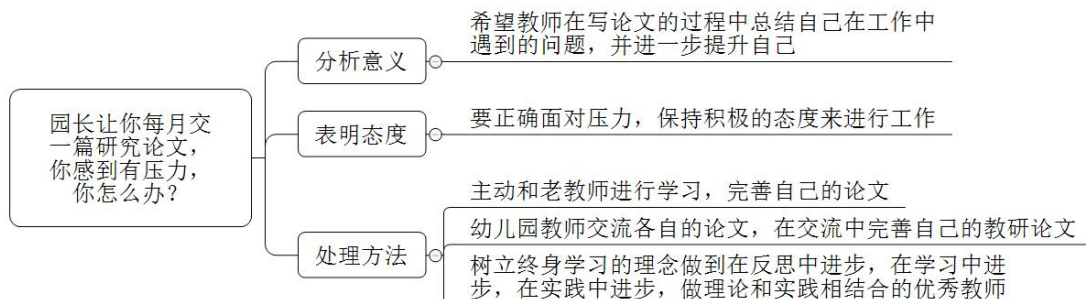 园长让你每月交
一篇研究论文，
你感到有压力，
你怎么办？
分析意义
希望教师在写论文的过程中总结自己在工作中
遇到的问题，并进一步提升自己
表明态度
要正确面对压力，保持积极的态度来进行工作
处理方法
主动和老教师进行学习，完善自己的论文
幼儿园教师交流各自的论文，在交流中完善自己的教研论文
树立终身学习的理念做到在反思中进步，在学习中进
步，在实践中进步，做理论和实践相结合的优秀教师